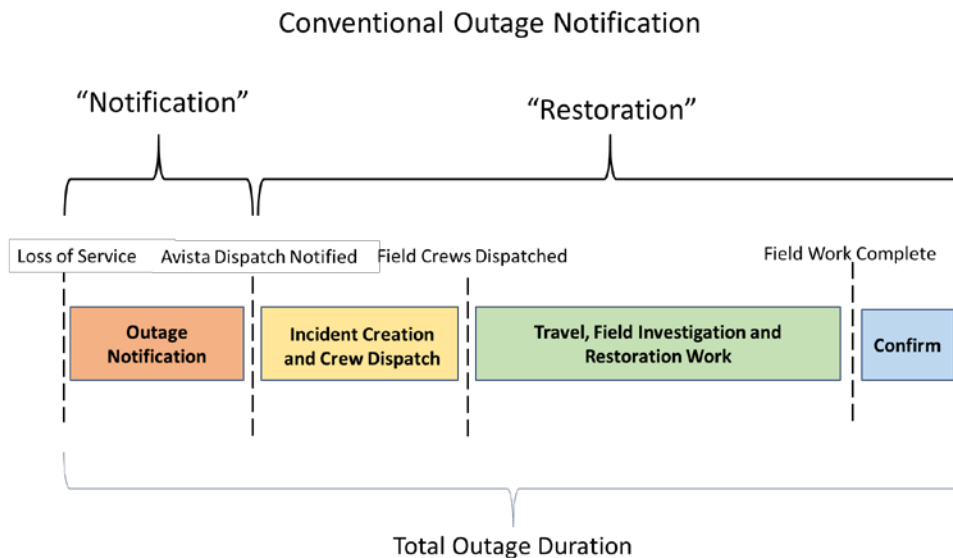 Conventional Outage Notification
“Notification”
“Restoration”
Loss of Service
Avista Dispatch Notified
Field Crews Dispatched
Field Work Complete
Outage
Notification
Incident Creation
and Crew Dispatch
Travel, Field Investigation and
Restoration Work
Confirm
Total Outage Duration